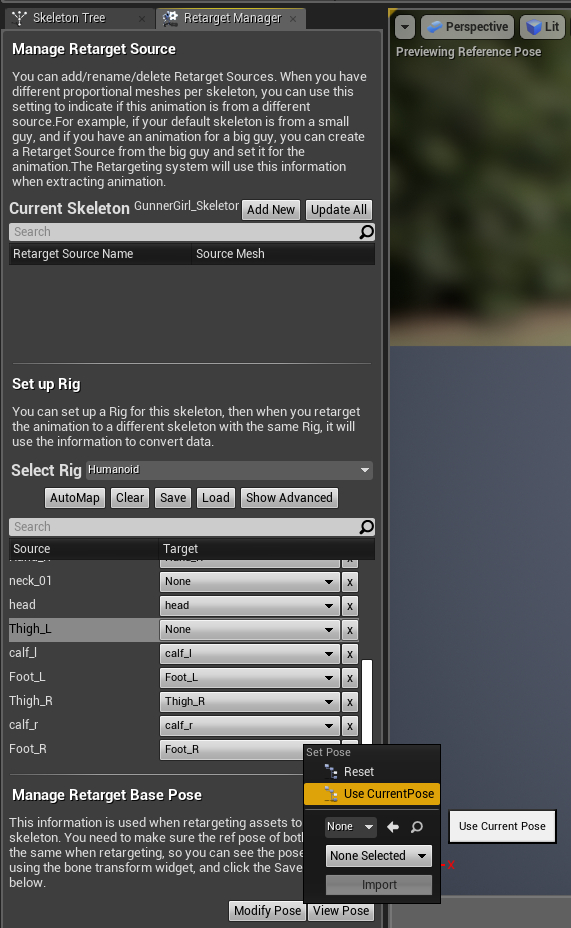 Skeleton Tree
Retarget Manager
Perspective
Lit
Previewing Reference Pose
Manage Retarget Source
You can add/rename/delete Retarget Sources. When you have
different proportional meshes per skeleton, you can use this
setting to indicate if this animation is from a different
source.For example, if your default skeleton is from a small
guy, and if you have an animation for a big guy, you can create
a Retarget Source from the big guy and set it for the
animation.The Retargeting system will use this information
when extracting animation.
Current Skeleton GunnerGirl_Skeletor Add New Update All
Search
Retarget Source Name Source Mesh
Set up Rig
You can set up a Rig for this skeleton, then when you retarget
the animation to a different skeleton with the same Rig, it will
use the information to convert data.
Select Rig Humanoid
AutoMap Clear Save Load Show Advanced
Search
Source Target
neck_01 None x
head head x
Thigh_L None x
calf_l calf_l x
Foot_L Foot_L x
Thigh_R Thigh_R x
calf_r calf_r x
Foot_R Foot_R
Set Pose
Reset
Use CurrentPose
None
None Selected
Import
Use Current Pose
-X
Manage Retarget Base Pose
This information is used when retargeting assets to
skeleton. You need to make sure the ref pose of both
the same when retargeting, so you can see the pose
using the bone transform widget, and click the Save
below.
Modify Pose View Pose